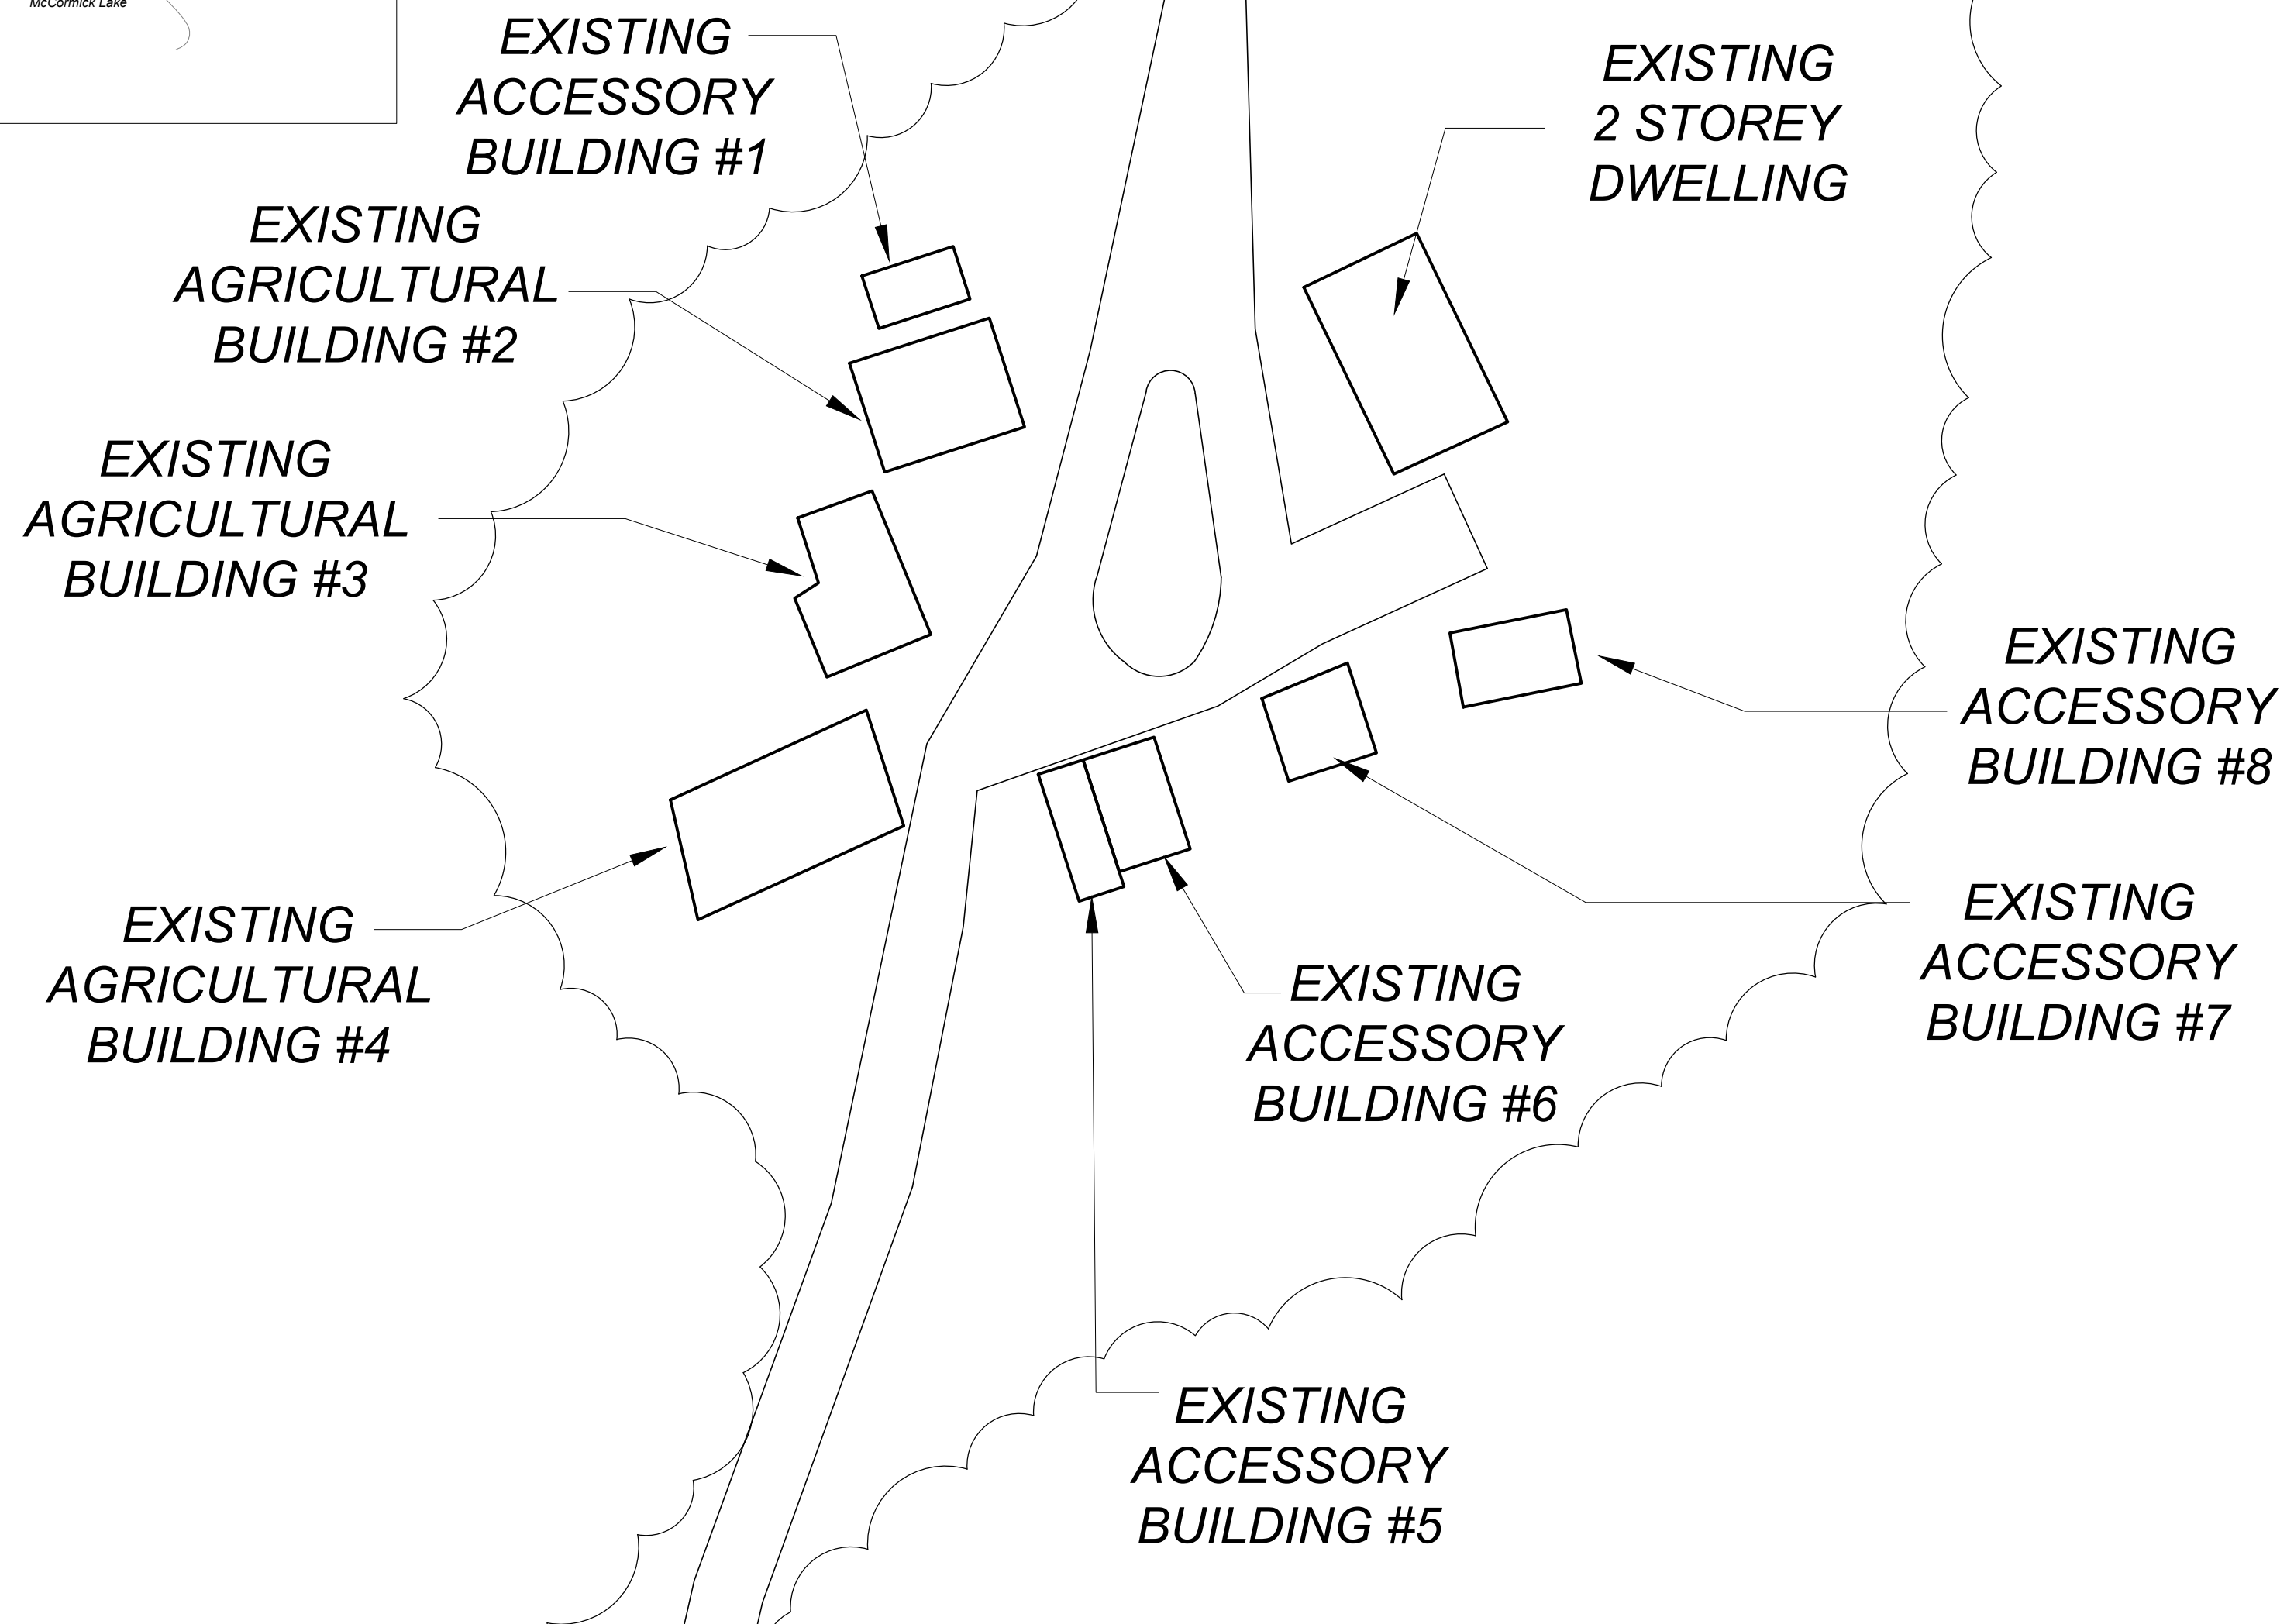 McCormick Lake
EXISTING
ACCESSORY
BUILDING #1
EXISTING
2 STOREY
DWELLING
EXISTING
AGRICULTURAL
BUILDING #2
EXISTING
AGRICULTURAL
BUILDING #3
EXISTING
ACCESSORY
BUILDING #8
EXISTING
AGRICULTURAL
BUILDING #4
EXISTING
ACCESSORY
BUILDING #7
EXISTING
ACCESSORY
BUILDING #6
EXISTING
ACCESSORY
BUILDING #5